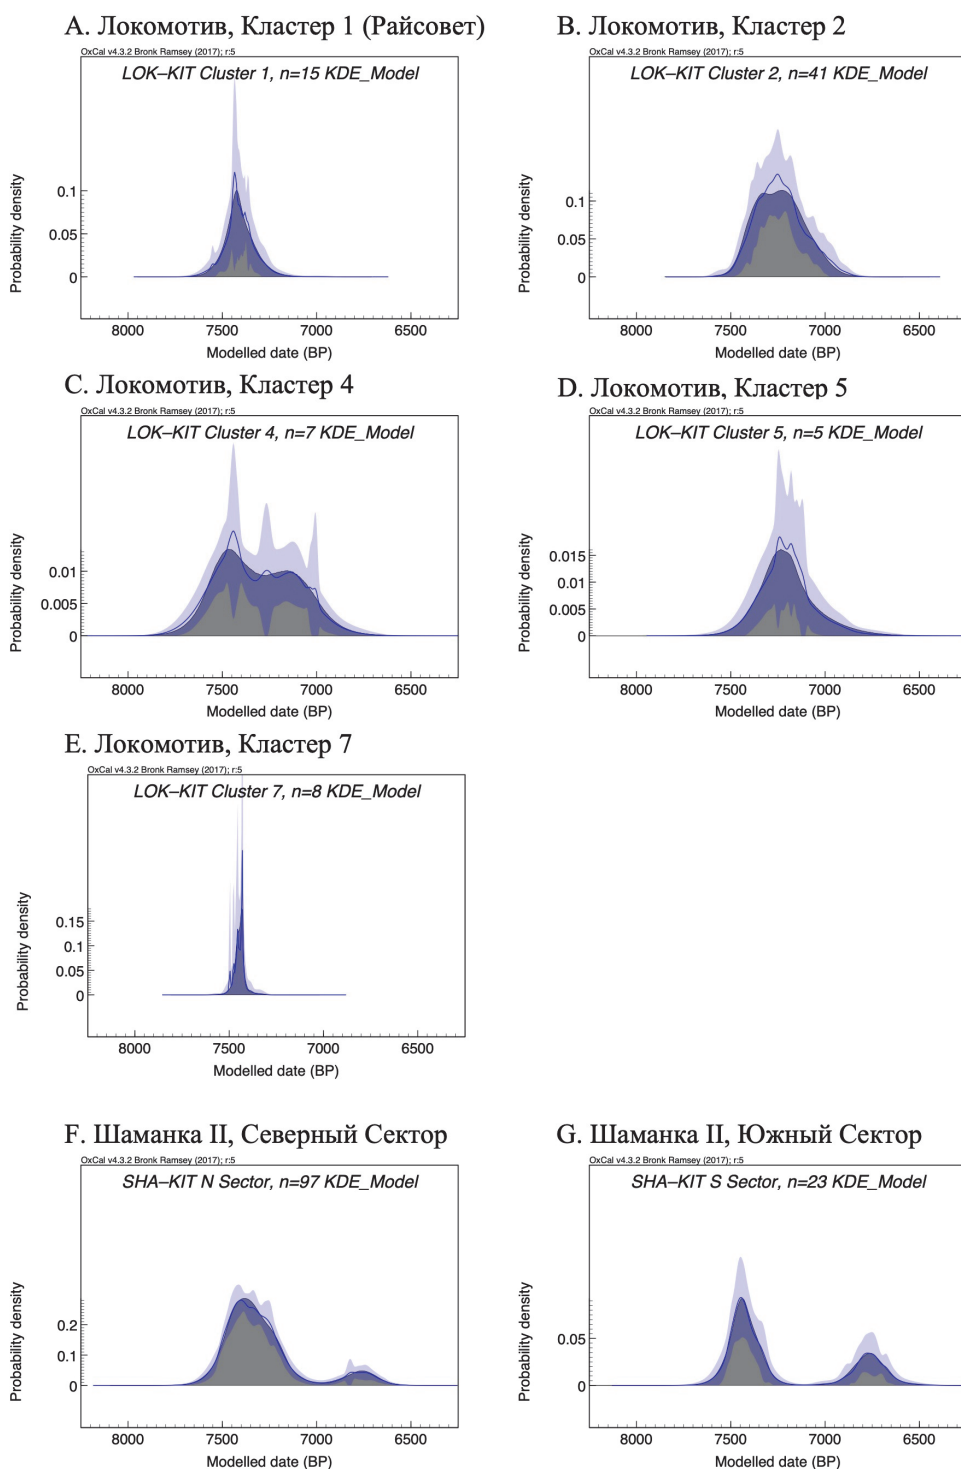 A. Локомотив, Кластер 1 (Райсовет)
OxCal v4.3.2 Bronk Ramsey (2017); r:5
LOK–KIT Cluster 1, n=15 KDE_Model
Probability density
0.1
0.05
0
8000 7500 7000 6500
Modelled date (BP)
B. Локомотив, Кластер 2
OxCal v4.3.2 Bronk Ramsey (2017); r:5
LOK–KIT Cluster 2, n=41 KDE_Model
Probability density
0.1
0.05
0
8000 7500 7000 6500
Modelled date (BP)
C. Локомотив, Кластер 4
OxCal v4.3.2 Bronk Ramsey (2017); r:5
LOK–KIT Cluster 4, n=7 KDE_Model
Probability density
0.01
0.005
0
8000 7500 7000 6500
Modelled date (BP)
D. Локомотив, Кластер 5
OxCal v4.3.2 Bronk Ramsey (2017); r:5
LOK–KIT Cluster 5, n=5 KDE_Model
Probability density
0.015
0.01
0.005
0
8000 7500 7000 6500
Modelled date (BP)
E. Локомотив, Кластер 7
OxCal v4.3.2 Bronk Ramsey (2017); r:5
LOK–KIT Cluster 7, n=8 KDE_Model
Probability density
0.15
0.1
0.05
0
8000 7500 7000 6500
Modelled date (BP)
F. Шаманка II, Северный Сектор
OxCal v4.3.2 Bronk Ramsey (2017); r:5
SHA–KIT N Sector, n=97 KDE_Model
Probability density
0.2
0.1
0
8000 7500 7000 6500
Modelled date (BP)
G. Шаманка II, Южный Сектор
OxCal v4.3.2 Bronk Ramsey (2017); r:5
SHA–KIT S Sector, n=23 KDE_Model
Probability density
0.05
0
8000 7500 7000 6500
Modelled date (BP)